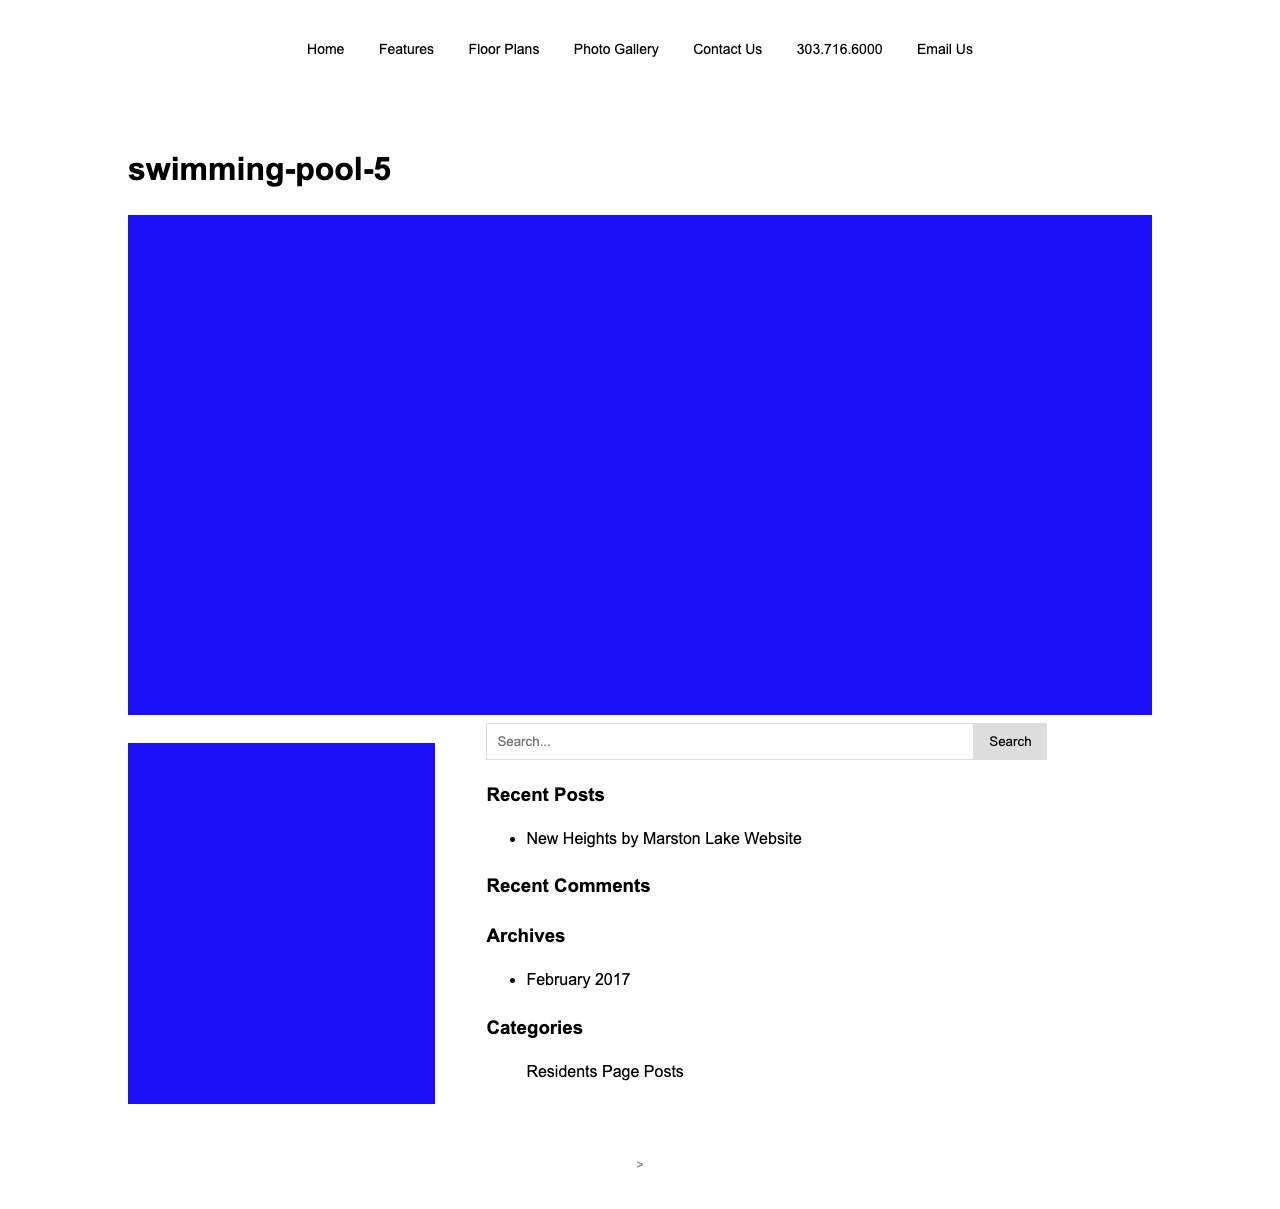 Home Features Floor Plans Photo Gallery Contact Us 303.716.6000 Email Us
swimming-pool-5
Search... Search
Recent Posts
• New Heights by Marston Lake Website
Recent Comments
Archives
• February 2017
Categories
Residents Page Posts
>